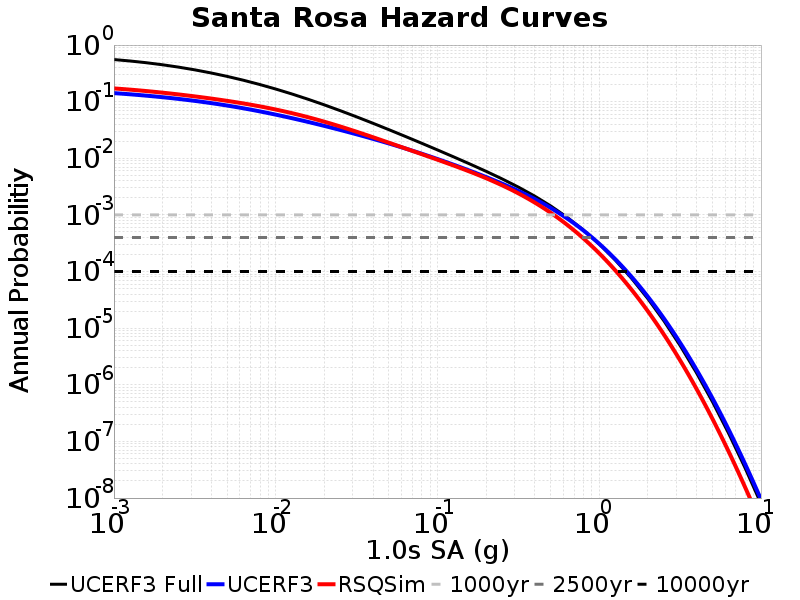 Santa Rosa Hazard Curves
10^0
10^-1
10^-2
10^-3
10^-4
10^-5
10^-6
10^-7
10^-8
Annual Probabilitiy
10^-3 10^-2 10^-1 10^0 10^1
1.0s SA (g)
UCERF3 Full UCERF3 RSQSim 1000yr 2500yr 10000yr